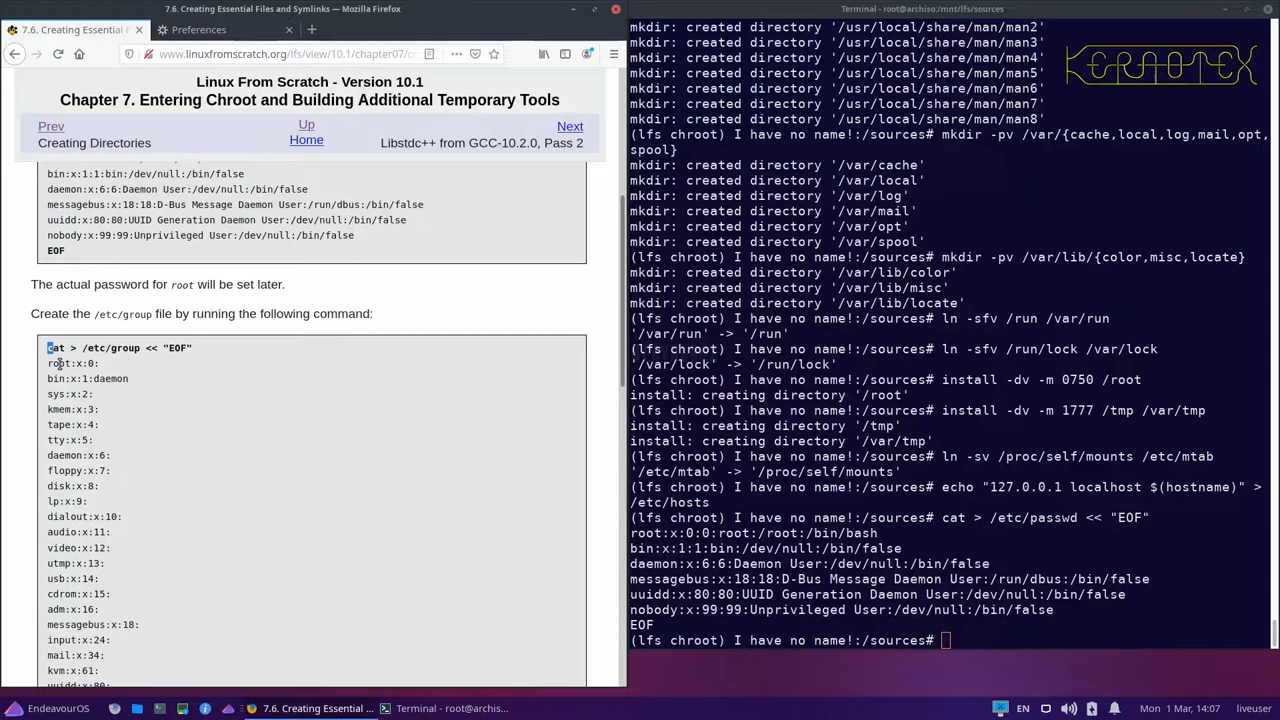 7.6. Creating Essential Files and Symlinks — Mozilla Firefox
7.6. Creating Essential F
Preferences
www.linuxfromscratch.org/lfs/view/10.1/chapter07/c
Linux From Scratch - Version 10.1
Chapter 7. Entering Chroot and Building Additional Temporary Tools
Prev
Up
Next
Creating Directories
Home
Libstdc++ from GCC-10.2.0, Pass 2
bin:x:1:1:bin:/dev/null:/bin/false
daemon:x:6:6:Daemon User:/dev/null:/bin/false
messagebus:x:18:18:D-Bus Message Daemon User:/run/dbus:/bin/false
uuidd:x:80:80:UUID Generation Daemon User:/dev/null:/bin/false
nobody:x:99:99:Unprivileged User:/dev/null:/bin/false
EOF
The actual password for root will be set later.
Create the /etc/group file by running the following command:
cat > /etc/group << "EOF"
root:x:0:
bin:x:1:daemon
sys:x:2:
kmem:x:3:
tape:x:4:
tty:x:5:
daemon:x:6:
floppy:x:7:
disk:x:8:
lp:x:9:
dialout:x:10:
audio:x:11:
video:x:12:
utmp:x:13:
usb:x:14:
cdrom:x:15:
adm:x:16:
messagebus:x:18:
input:x:24:
mail:x:34:
kvm:x:61:
uuidd:x:80:
Terminal - root@archiso:/mnt/lfs/sources
mkdir: created directory '/usr/local/share/man/man2'
mkdir: created directory '/usr/local/share/man/man3'
mkdir: created directory '/usr/local/share/man/man4'
mkdir: created directory '/usr/local/share/man/man5'
mkdir: created directory '/usr/local/share/man/man6'
mkdir: created directory '/usr/local/share/man/man7'
mkdir: created directory '/usr/local/share/man/man8'
(lfs chroot) I have no name!:/sources# mkdir -pv /var/{cache,local,log,mail,opt,
spool}
mkdir: created directory '/var/cache'
mkdir: created directory '/var/local'
mkdir: created directory '/var/log'
mkdir: created directory '/var/mail'
mkdir: created directory '/var/opt'
mkdir: created directory '/var/spool'
(lfs chroot) I have no name!:/sources# mkdir -pv /var/lib/{color,misc,locate}
mkdir: created directory '/var/lib/color'
mkdir: created directory '/var/lib/misc'
mkdir: created directory '/var/lib/locate'
(lfs chroot) I have no name!:/sources# ln -sfv /run /var/run
'/var/run' -> '/run'
(lfs chroot) I have no name!:/sources# ln -sfv /run/lock /var/lock
'/var/lock' -> '/run/lock'
(lfs chroot) I have no name!:/sources# install -dv -m 0750 /root
install: creating directory '/root'
(lfs chroot) I have no name!:/sources# install -dv -m 1777 /tmp /var/tmp
install: creating directory '/tmp'
install: creating directory '/var/tmp'
(lfs chroot) I have no name!:/sources# ln -sv /proc/self/mounts /etc/mtab
'/etc/mtab' -> '/proc/self/mounts'
(lfs chroot) I have no name!:/sources# echo "127.0.0.1 localhost $(hostname)" >
/etc/hosts
(lfs chroot) I have no name!:/sources# cat > /etc/passwd << "EOF"
root:x:0:0:root:/root:/bin/bash
bin:x:1:1:bin:/dev/null:/bin/false
daemon:x:6:6:Daemon User:/dev/null:/bin/false
messagebus:x:18:18:D-Bus Message Daemon User:/run/dbus:/bin/false
uuidd:x:80:80:UUID Generation Daemon User:/dev/null:/bin/false
nobody:x:99:99:Unprivileged User:/dev/null:/bin/false
EOF
(lfs chroot) I have no name!:/sources#
EndeavourOS
7.6. Creating Essential ...
Terminal - root@archis...
EN
Mon 1 Mar, 14:07
liveuser